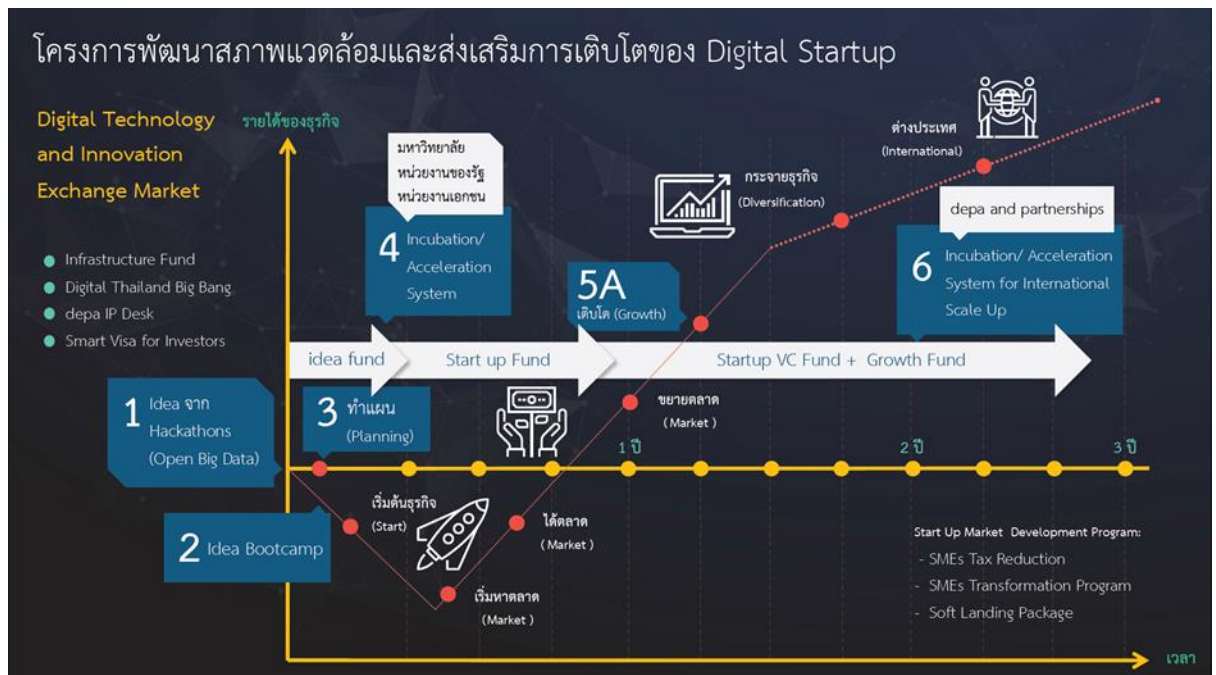 โครงการพัฒนาสภาพแวดล้อมและส่งเสริมการเติบโตของ Digital Startup
Digital Technology
and Innovation
Exchange Market
Infrastructure Fund
Digital Thailand Big Bang
depa IP Desk
Smart Visa for Investors
รายได้ของธุรกิจ
มหาวิทยาลัย
หน่วยงานของรัฐ
หน่วยงานเอกชน
4 Incubation/
Acceleration
System
5A
เติบโต (Growth)
กระจายธุรกิจ
(Diversification)
ต่างประเทศ
(International)
depa and partnerships
6 Incubation/ Acceleration
System for International
Scale Up
idea fund
Start up Fund
Startup VC Fund + Growth Fund
1 Idea จาก
Hackathons
(Open Big Data)
3 ทำแผน
(Planning)
ขยายตลาด
( Market )
1 ปี
2 ปี
3 ปี
2 Idea Bootcamp
เริ่มต้นธุรกิจ
(Start)
ได้ตลาด
( Market )
เริ่มหาตลาด
(Market )
Start Up Market Development Program:
- SMEs Tax Reduction
- SMEs Transformation Program
- Soft Landing Package
เวลา